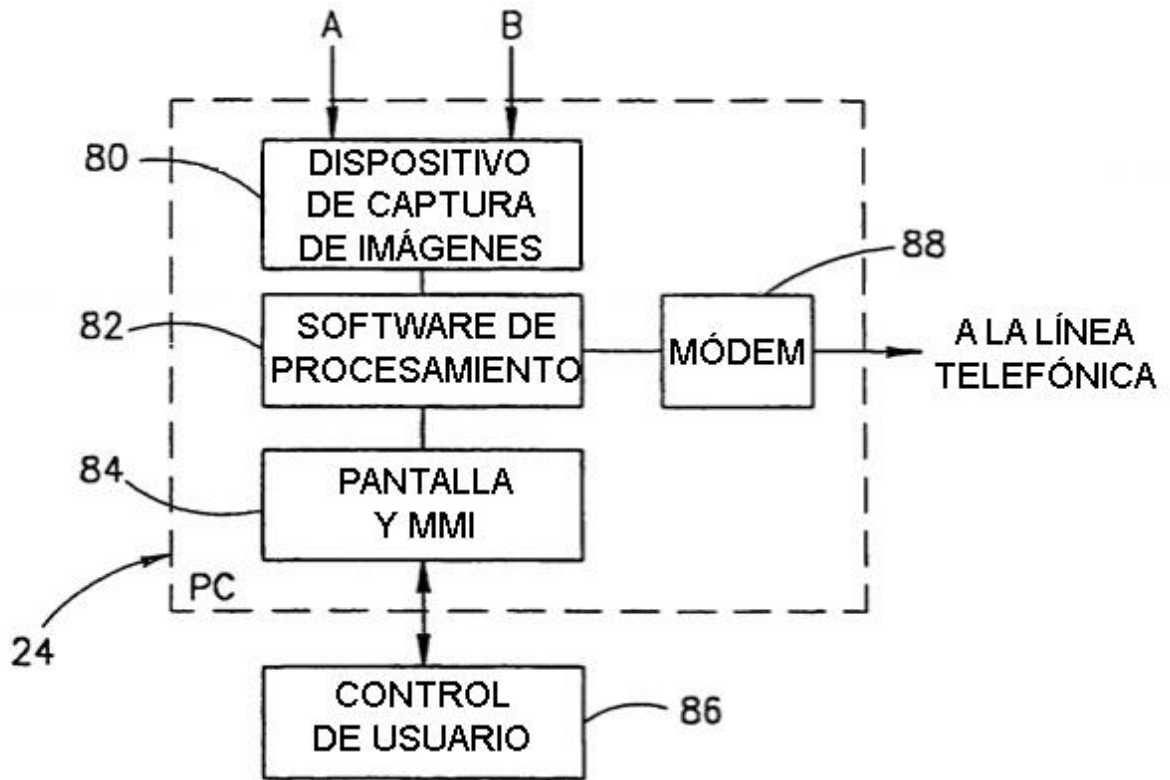 A
B
80
DISPOSITIVO
DE CAPTURA
DE IMÁGENES
88
82
SOFTWARE DE
PROCESAMIENTO
MÓDEM
A LA LÍNEA
TELEFÓNICA
84
PANTALLA
Y MMI
PC
24
CONTROL
DE USUARIO
86